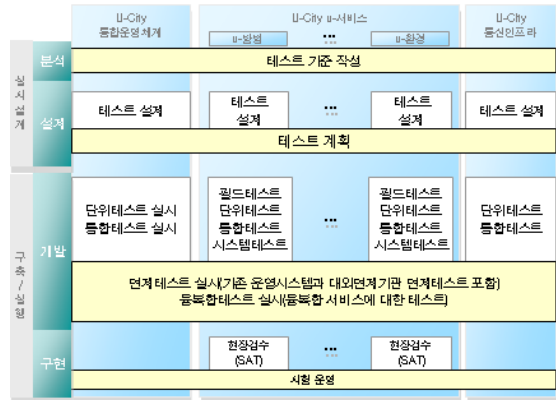 U-City
통합운영체계
U-City u-서비스
u-방범
...
u-환경
U-City
통신인프라
실시설계
분석
테스트 기준 작성
설계
테스트 설계
테스트
설계
...
테스트
설계
테스트 설계
테스트 계획
구축/실행
개발
단위테스트 실시
통합테스트 실시
필드테스트
단위테스트
통합테스트
시스템테스트
...
필드테스트
단위테스트
통합테스트
시스템테스트
단위테스트
통합테스트
연계테스트 실시(기존 운영시스템과 대외연계기관 연계테스트 포함)
융복합테스트 실시(융복합 서비스에 대한 테스트)
구현
현장검수
(SAT)
...
현장검수
(SAT)
시험 운영